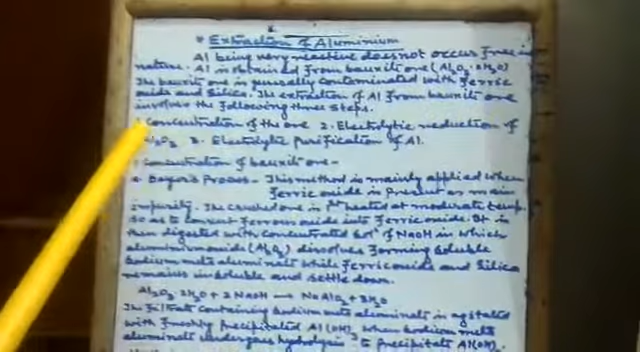 * Extraction of Aluminium
Al being very reactive does not occur free in
nature. Al is obtained from bauxite ore (Al2O3.2H2O)
The bauxite ore is generally contaminated with ferric
oxide and Silica. The extraction of Al from bauxite ore
involves the following three steps.
Concentration of the ore 2. Electrolytic reduction of
Al2O3 3. Electrolytic purification of Al.
Concentration of bauxite ore-
Bayer's Process- This method is mainly applied when
ferric oxide is present as main
impurity. The crushed ore is 1st heated at moderate temp.
so as to convert ferrous oxide into ferric oxide. It is
then digested with concentrated sol^n of NaOH in which
aluminium oxide (Al2O3) dissolves forming soluble
Sodium meta aluminate while ferric oxide and Silica
remains insoluble and settle down.
Al2O3.2H2O + 2NaOH → NaAlO2 + 3H2O
The filtrate containing sodium meta aluminate is agitated
with freshly precipitated Al(OH)3 when Sodium meta
aluminate undergoes hydrolysis to precipitate Al(OH)3